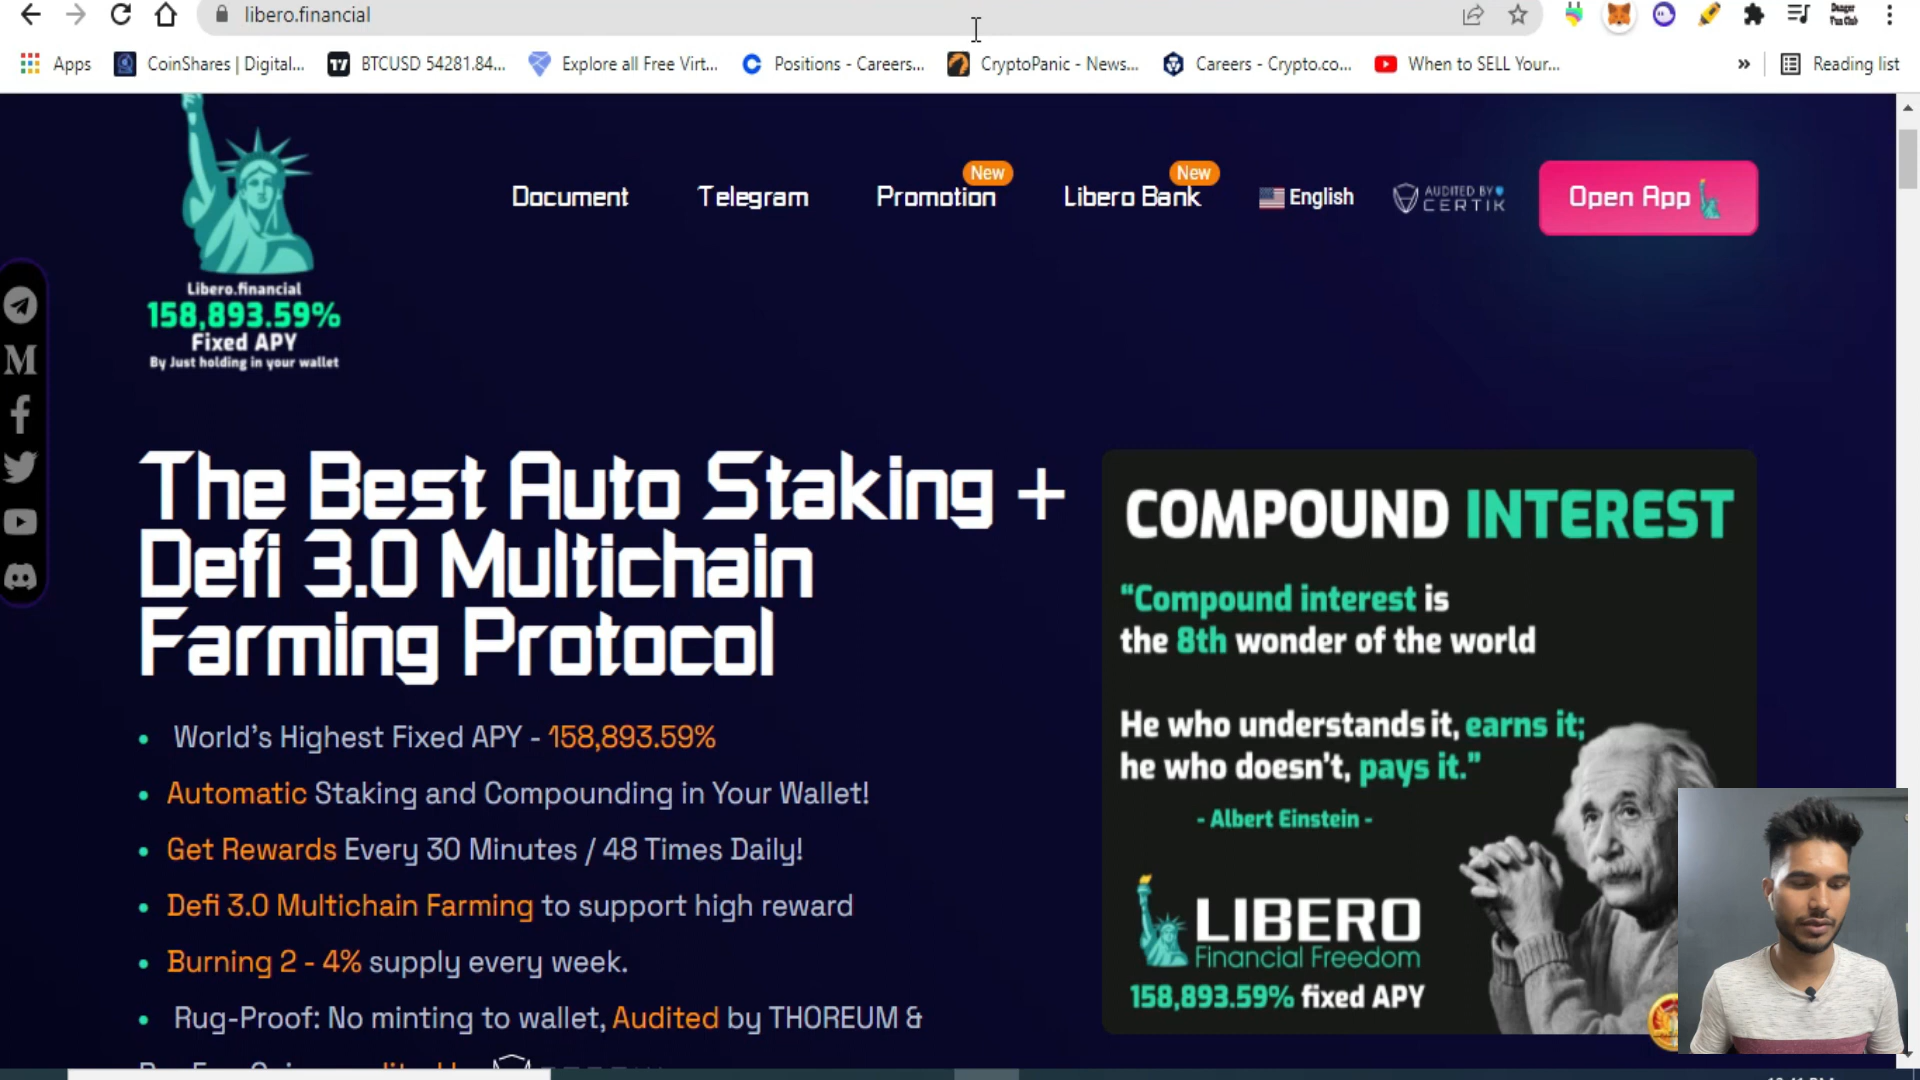 libero.financial
Apps
CoinShares | Digital...
BTCUSD 54281.84...
Explore all Free Virt...
Positions - Careers...
CryptoPanic - News...
Careers - Crypto.co...
When to SELL Your...
»
Reading list
Document
Telegram
Promotion
New
Libero Bank
New
English
AUDITED BY
CERTIK
Open App
Libero.financial
158,893.59%
Fixed APY
By Just holding in your wallet
The Best Auto Staking +
Defi 3.0 Multichain
Farming Protocol
• World's Highest Fixed APY - 158,893.59%
• Automatic Staking and Compounding in Your Wallet!
• Get Rewards Every 30 Minutes / 48 Times Daily!
• Defi 3.0 Multichain Farming to support high reward
• Burning 2 - 4% supply every week.
• Rug-Proof: No minting to wallet, Audited by THOREUM &
COMPOUND INTEREST
“Compound interest is
the 8th wonder of the world
He who understands it, earns it;
he who doesn't, pays it.”
- Albert Einstein -
LIBERO
Financial Freedom
158,893.59% fixed APY